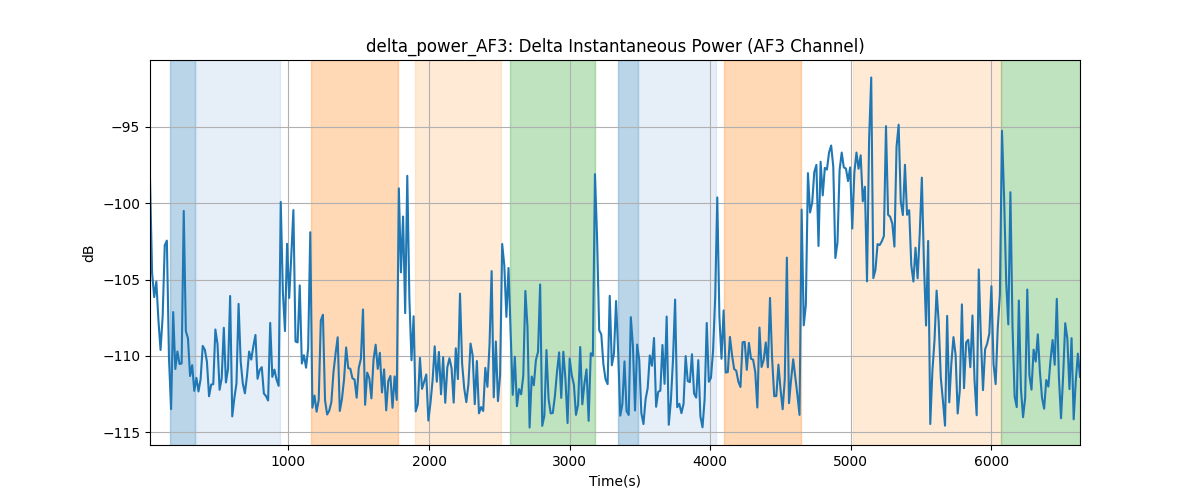 delta_power_AF3: Delta Instantaneous Power (AF3 Channel)
dB
−95
−100
−105
−110
−115
1000 2000 3000 4000 5000 6000
Time(s)